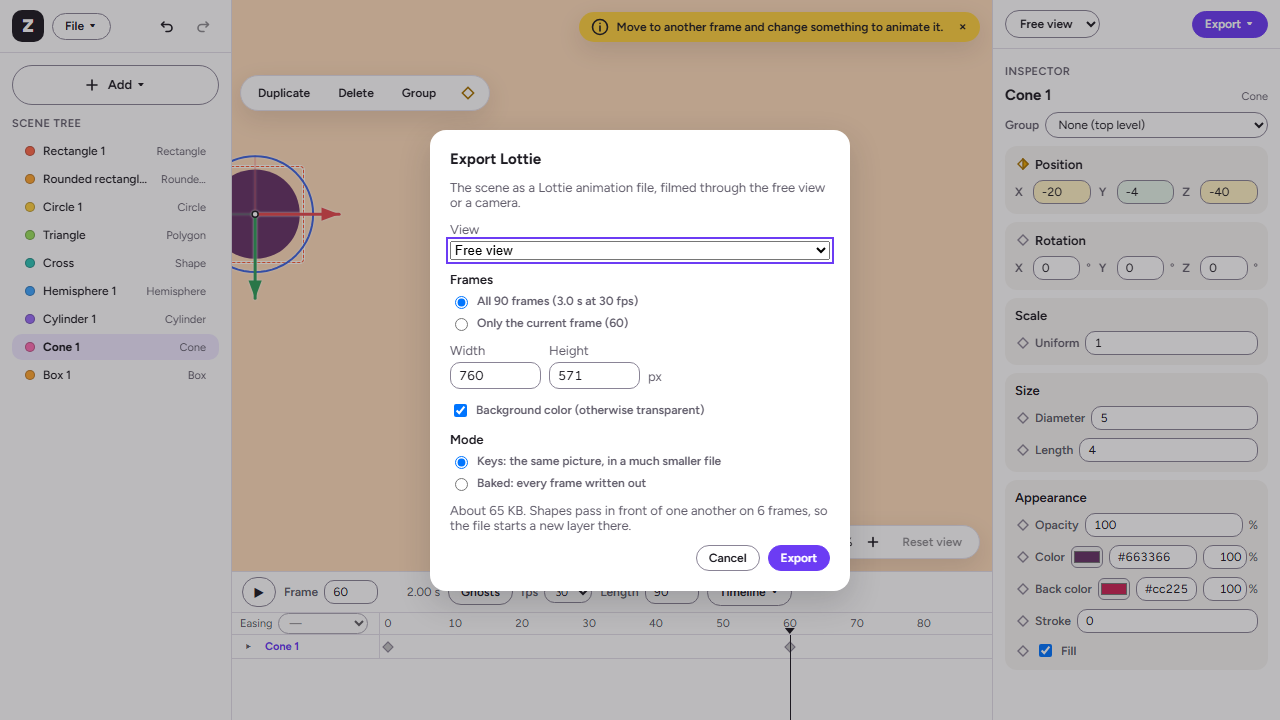 Z
File
Add
SCENE TREE
Rectangle 1 Rectangle
Rounded rectangl... Rounde...
Circle 1 Circle
Triangle Polygon
Cross Shape
Hemisphere 1 Hemisphere
Cylinder 1 Cylinder
Cone 1 Cone
Box 1 Box
Move to another frame and change something to animate it. ×
Duplicate Delete Group
Export Lottie
The scene as a Lottie animation file, filmed through the free view
or a camera.
View
Free view
Frames
All 90 frames (3.0 s at 30 fps)
Only the current frame (60)
Width Height
760 571 px
Background color (otherwise transparent)
Mode
Keys: the same picture, in a much smaller file
Baked: every frame written out
About 65 KB. Shapes pass in front of one another on 6 frames, so
the file starts a new layer there.
Cancel Export
% + Reset view
Frame 60 2.00 s Ghosts fps 30 Length 90 Timeline
Easing — 0 10 20 30 40 50 60 70 80
Cone 1
Free view Export
INSPECTOR
Cone 1 Cone
Group None (top level)
Position
X -20 Y -4 Z -40
Rotation
X 0 ° Y 0 ° Z 0 °
Scale
Uniform 1
Size
Diameter 5
Length 4
Appearance
Opacity 100 %
Color #663366 100 %
Back color #cc225 100 %
Stroke 0
Fill